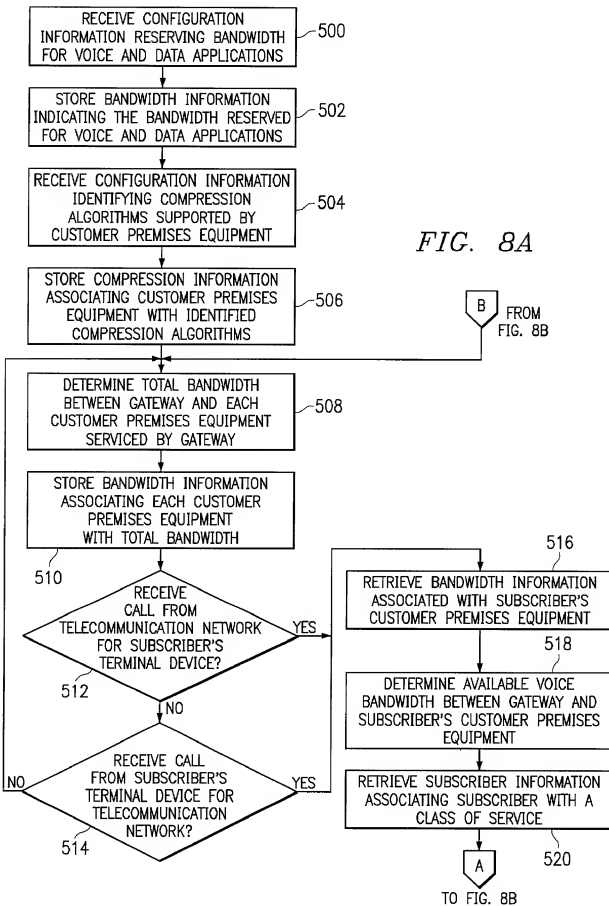 RECEIVE CONFIGURATION
INFORMATION RESERVING BANDWIDTH
FOR VOICE AND DATA APPLICATIONS
500
STORE BANDWIDTH INFORMATION
INDICATING THE BANDWIDTH RESERVED
FOR VOICE AND DATA APPLICATIONS
502
RECEIVE CONFIGURATION INFORMATION
IDENTIFYING COMPRESSION
ALGORITHMS SUPPORTED BY
CUSTOMER PREMISES EQUIPMENT
504
FIG. 8A
STORE COMPRESSION INFORMATION
ASSOCIATING CUSTOMER PREMISES
EQUIPMENT WITH IDENTIFIED
COMPRESSION ALGORITHMS
506
B
FROM
FIG. 8B
DETERMINE TOTAL BANDWIDTH
BETWEEN GATEWAY AND EACH
CUSTOMER PREMISES EQUIPMENT
SERVICED BY GATEWAY
508
STORE BANDWIDTH INFORMATION
ASSOCIATING EACH CUSTOMER
PREMISES EQUIPMENT
WITH TOTAL BANDWIDTH
510
RECEIVE
CALL FROM
TELECOMMUNICATION NETWORK
FOR SUBSCRIBER'S
TERMINAL DEVICE?
512
YES
NO
RECEIVE CALL
FROM SUBSCRIBER'S
TERMINAL DEVICE FOR
TELECOMMUNICATION
NETWORK?
514
NO
YES
516
RETRIEVE BANDWIDTH INFORMATION
ASSOCIATED WITH SUBSCRIBER'S
CUSTOMER PREMISES EQUIPMENT
518
DETERMINE AVAILABLE VOICE
BANDWIDTH BETWEEN GATEWAY AND
SUBSCRIBER'S CUSTOMER PREMISES
EQUIPMENT
RETRIEVE SUBSCRIBER INFORMATION
ASSOCIATING SUBSCRIBER WITH A
CLASS OF SERVICE
520
A
TO FIG. 8B